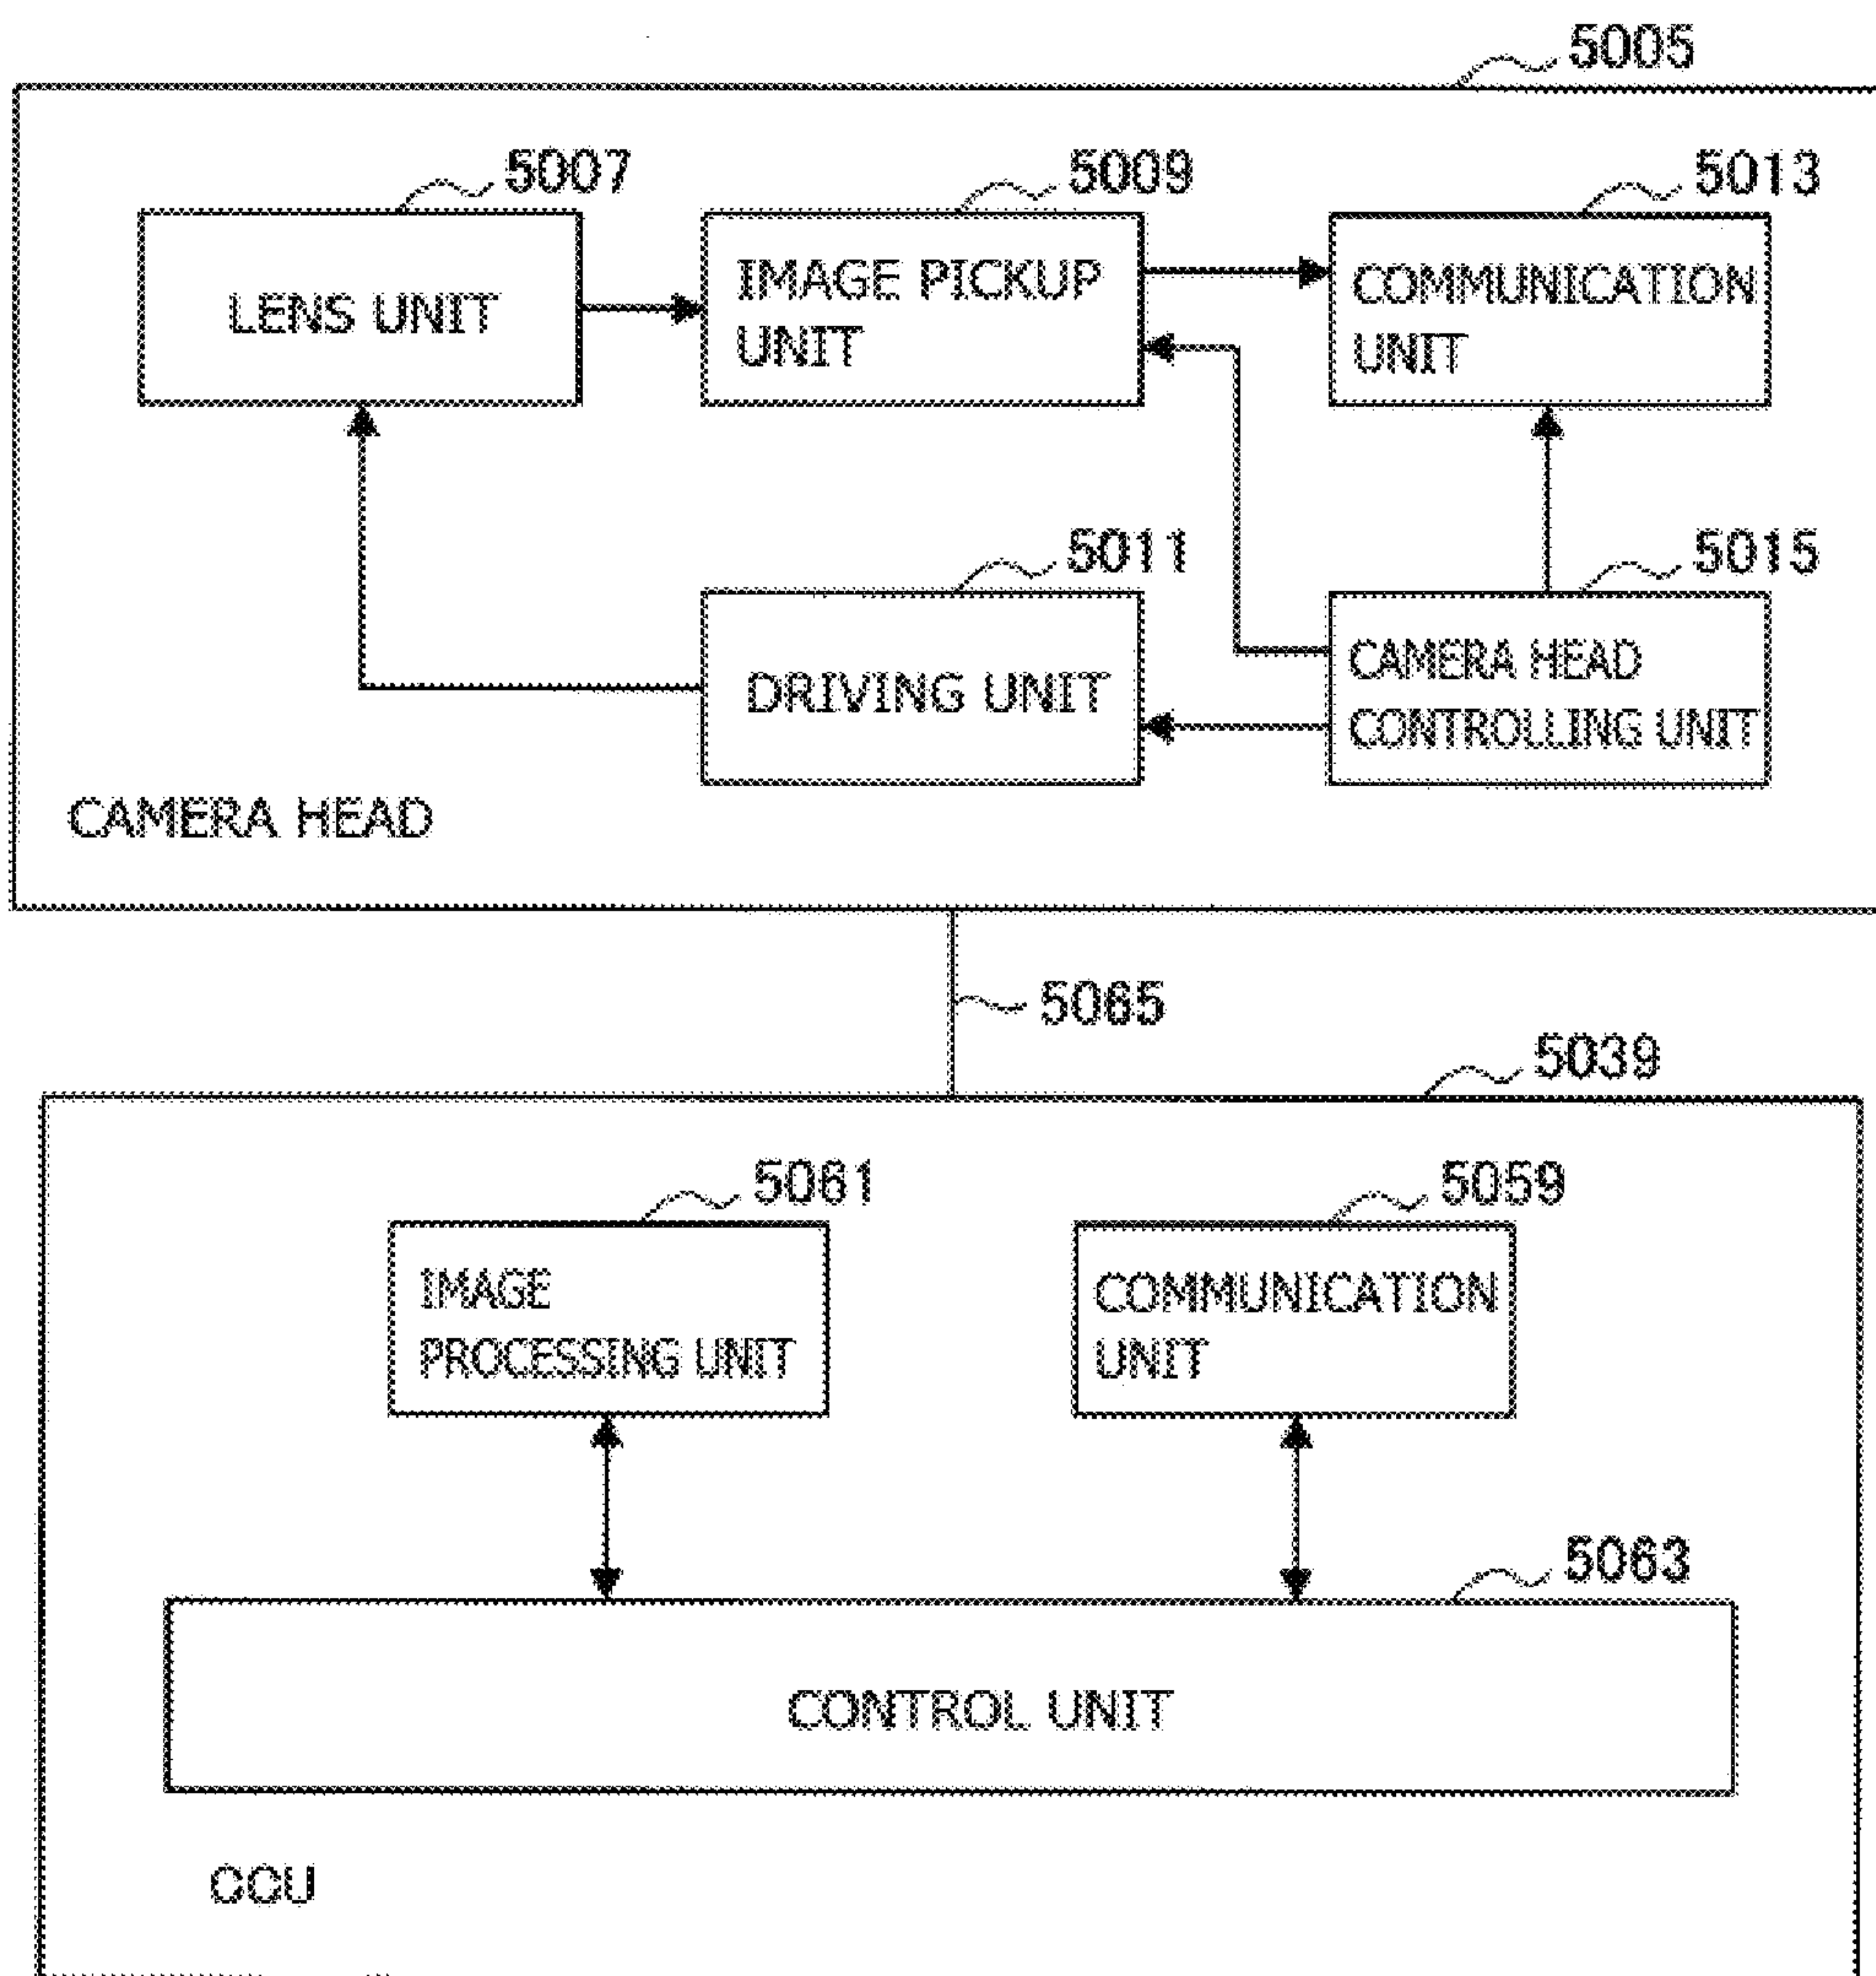 5005
5007
5009
5013
LENS UNIT
IMAGE PICKUP
UNIT
COMMUNICATION
UNIT
5011
5015
DRIVING UNIT
CAMERA HEAD
CONTROLLING UNIT
CAMERA HEAD
5065
5039
5061
5059
IMAGE
PROCESSING UNIT
COMMUNICATION
UNIT
5063
CONTROL UNIT
CCU